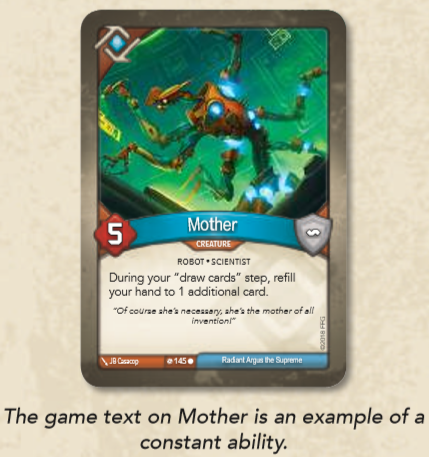 5
Mother
CREATURE
ROBOT • SCIENTIST
During your "draw cards" step, refill
your hand to 1 additional card.
"Of course she's necessary, she's the mother of all
invention!"
©2018 FFG
JB Casacop
145
Radiant Argus the Supreme
The game text on Mother is an example of a
constant ability.